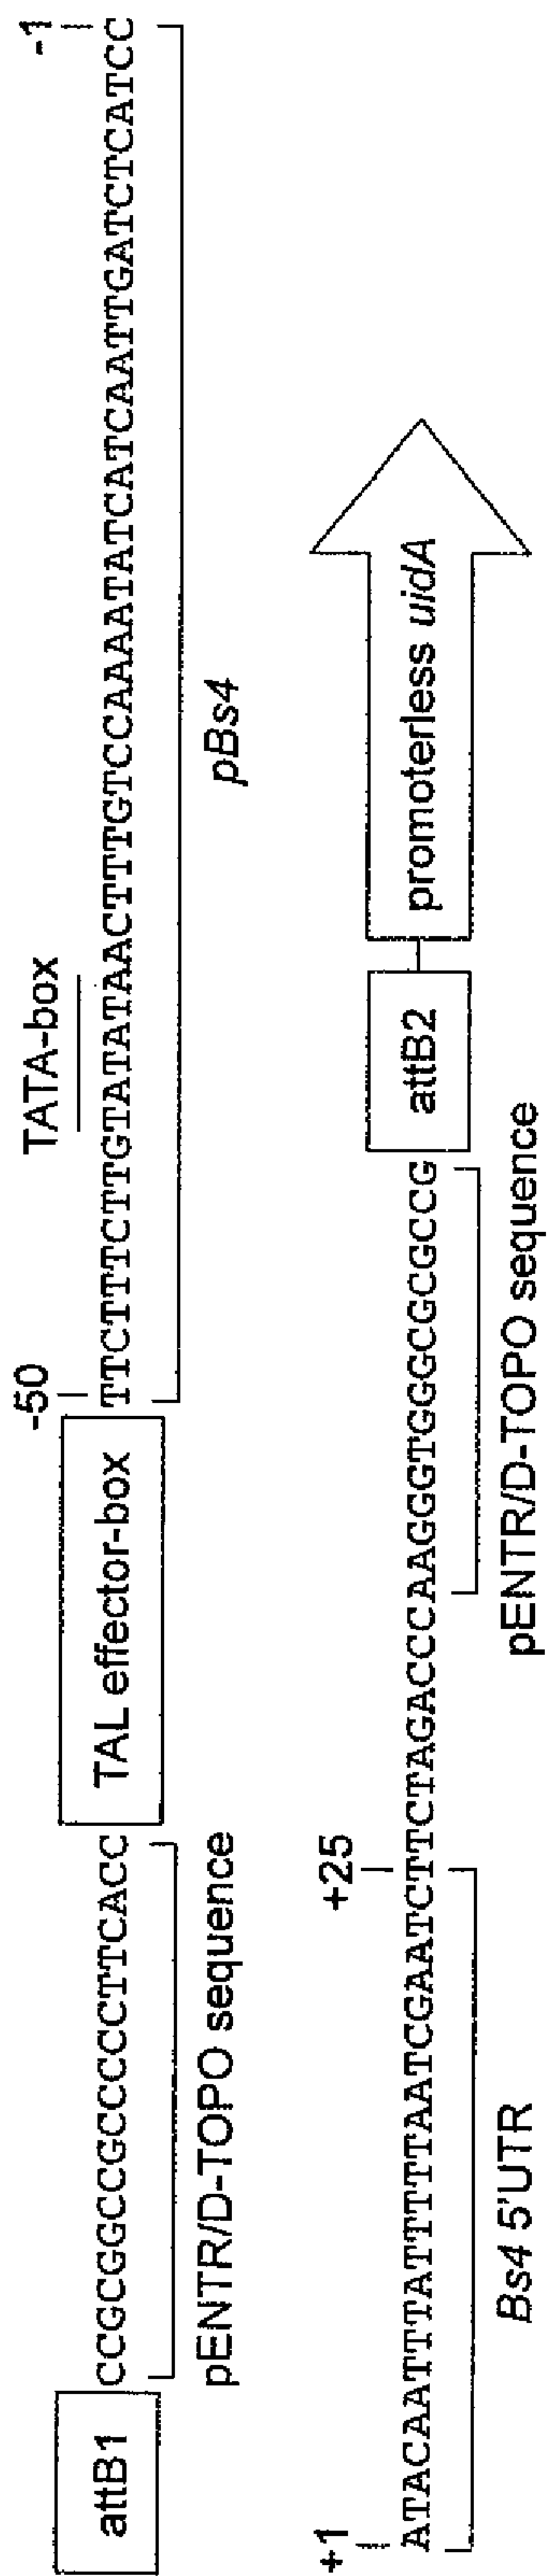 -50 TATA-box -1
attB1 CCGCGGCCGCCCCCTTCACC TAL effector-box TTCTTTCTTGTATATAACTTTGTCCAAAATATCATCAATTGATCTCATCC
pENTR/D-TOPO sequence pBs4
+1 +25
ATACAATTTATTTTTAATCGAATCTTCTAGACCCAAGGGTGGGCGCGCCG attB2 promoterless uidA
Bs4 5'UTR pENTR/D-TOPO sequence